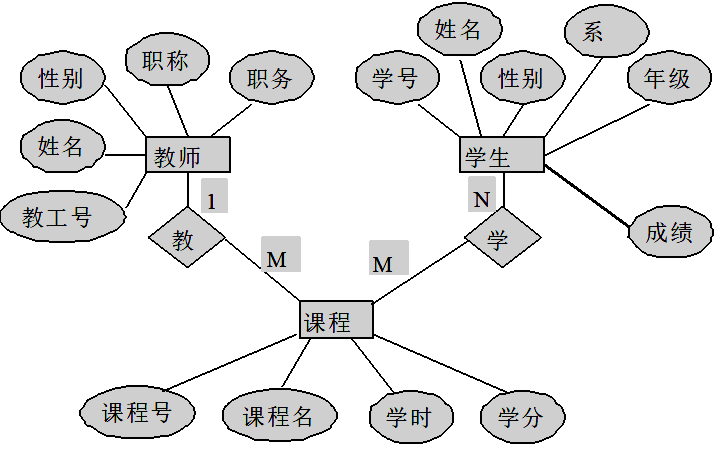 姓名
系
职称
性别
职务
学号
性别
年级
姓名
教师
学生
教工号
1
N
教
学
成绩
M
M
课程
课程号
课程名
学时
学分